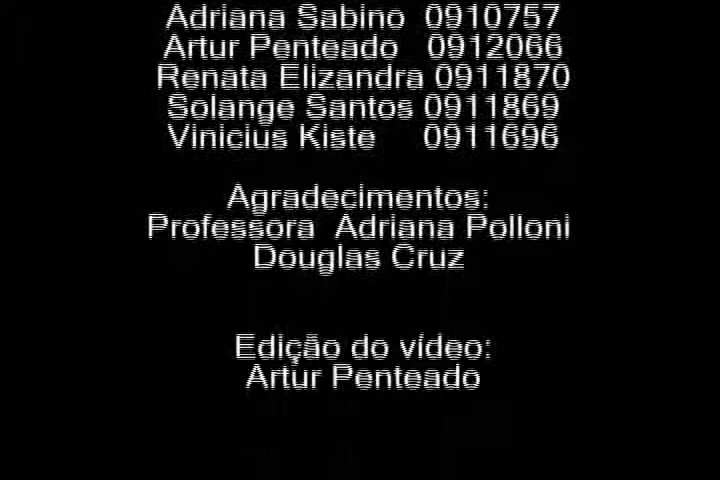 Adriana Sabino 0910757
Artur Penteado 0912066
Renata Elizandra 0911870
Solange Santos 0911869
Vinicius Kiste 0911696
Agradecimentos:
Professora Adriana Polloni
Douglas Cruz
Edição do vídeo:
Artur Penteado